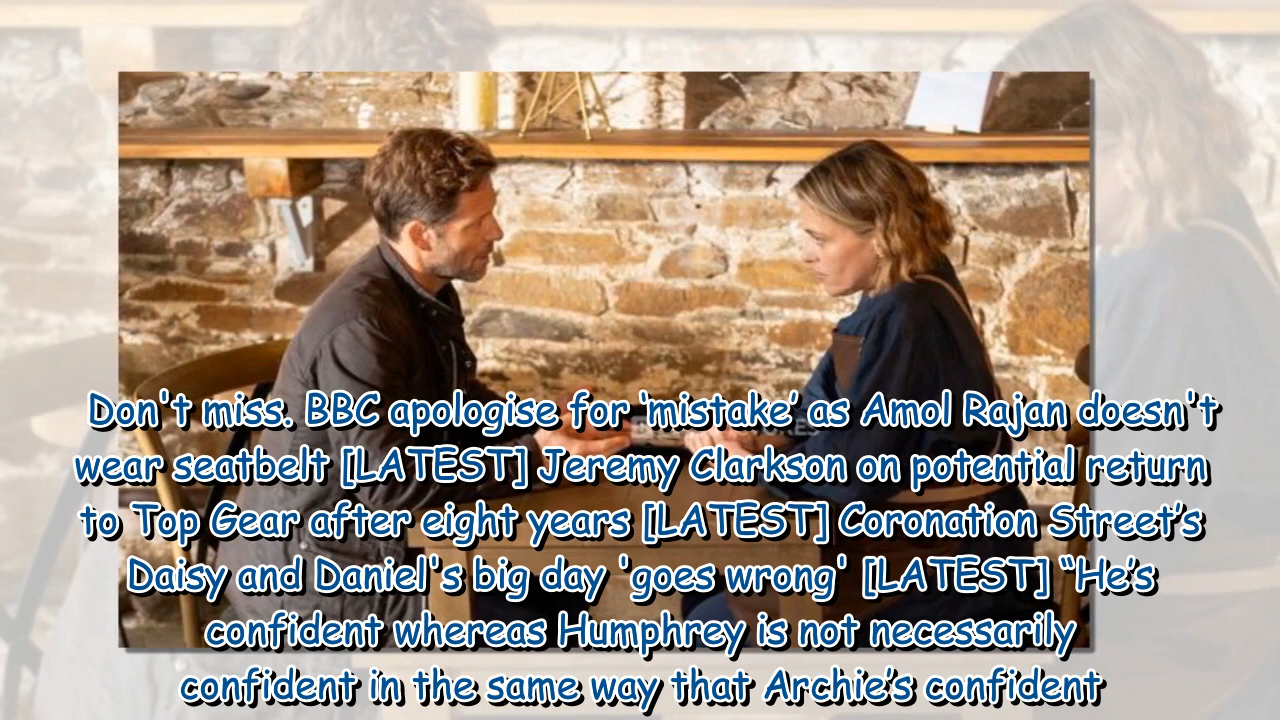 Don't miss. BBC apologise for ‘mistake’ as Amol Rajan doesn't
wear seatbelt [LATEST] Jeremy Clarkson on potential return
to Top Gear after eight years [LATEST] Coronation Street’s
Daisy and Daniel's big day 'goes wrong' [LATEST] “He’s
confident whereas Humphrey is not necessarily
confident in the same way that Archie’s confident